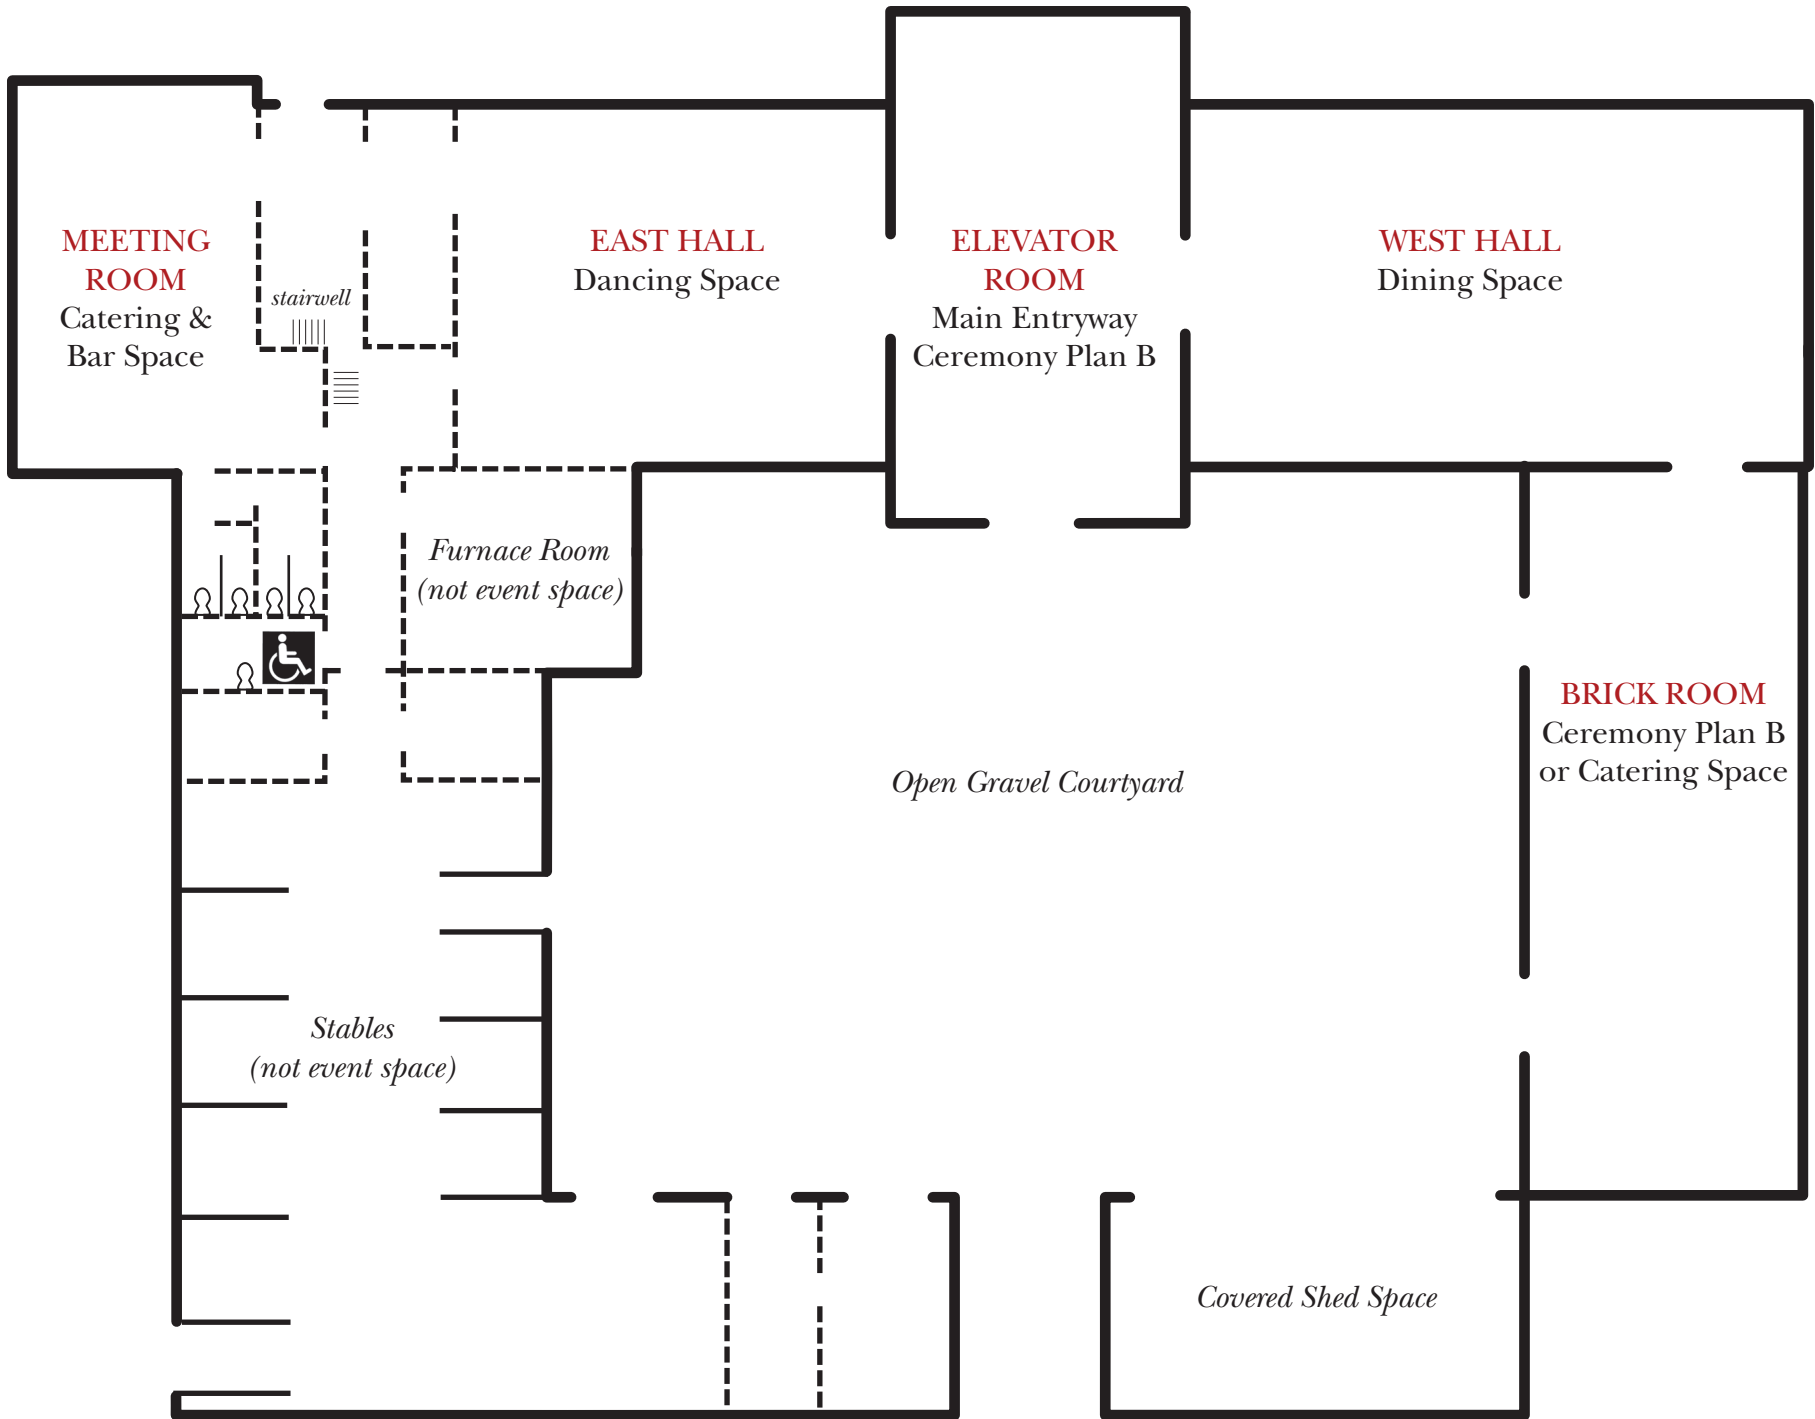 MEETING
ROOM
Catering &
Bar Space
stairwell
EAST HALL
Dancing Space
ELEVATOR
ROOM
Main Entryway
Ceremony Plan B
WEST HALL
Dining Space
Furnace Room
(not event space)
BRICK ROOM
Ceremony Plan B
or Catering Space
Open Gravel Courtyard
Stables
(not event space)
Covered Shed Space